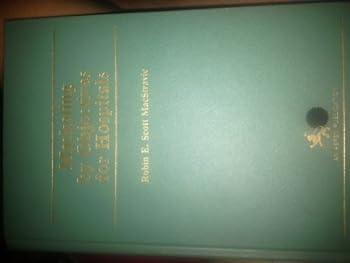 Marketing
by Objectives
for Hospitals
Robin E. Scott MacStravic